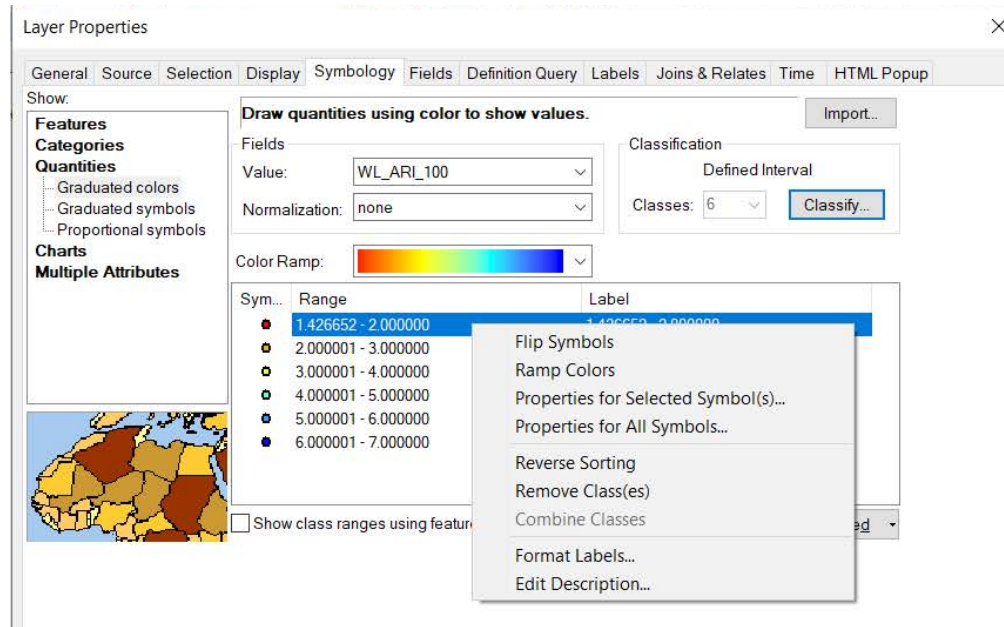 Layer Properties
General Source Selection Display Symbology Fields Definition Query Labels Joins & Relates Time HTML Popup
Show:
Features
Categories
Quantities
Graduated colors
Graduated symbols
Proportional symbols
Charts
Multiple Attributes
Draw quantities using color to show values.
Import...
Fields
Value: WL_ARI_100
Normalization: none
Classification
Defined Interval
Classes: 6 Classify...
Color Ramp:
Sym... Range Label
1.426652 - 2.000000 1.426652 - 2.000000
2.000001 - 3.000000
3.000001 - 4.000000
4.000001 - 5.000000
5.000001 - 6.000000
6.000001 - 7.000000
Flip Symbols
Ramp Colors
Properties for Selected Symbol(s)...
Properties for All Symbols...
Reverse Sorting
Remove Class(es)
Combine Classes
Format Labels...
Edit Description...
Show class ranges using featur
ed